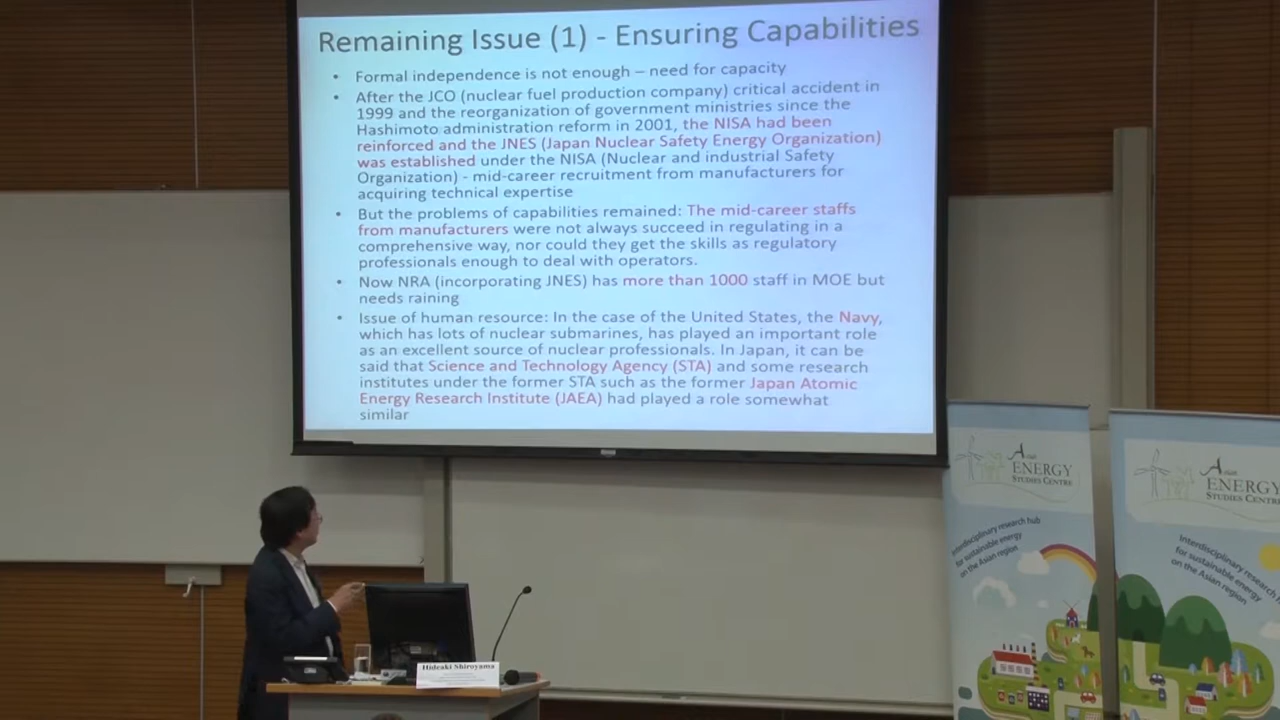 Remaining Issue (1) - Ensuring Capabilities
• Formal independence is not enough – need for capacity
• After the JCO (nuclear fuel production company) critical accident in
1999 and the reorganization of government ministries since the
Hashimoto administration reform in 2001, the NISA had been
reinforced and the JNES (Japan Nuclear Safety Energy Organization)
was established under the NISA (Nuclear and industrial Safety
Organization) - mid-career recruitment from manufacturers for
acquiring technical expertise
• But the problems of capabilities remained: The mid-career staffs
from manufacturers were not always succeed in regulating in a
comprehensive way, nor could they get the skills as regulatory
professionals enough to deal with operators.
• Now NRA (incorporating JNES) has more than 1000 staff in MOE but
needs raining
• Issue of human resource: In the case of the United States, the Navy,
which has lots of nuclear submarines, has played an important role
as an excellent source of nuclear professionals. In Japan, it can be
said that Science and Technology Agency (STA) and some research
institutes under the former STA such as the former Japan Atomic
Energy Research Institute (JAEA) had played a role somewhat
similar
Asian
ENERGY
STUDIES CENTRE
Interdisciplinary research hub
for sustainable energy
on the Asian region
Asian
ENERGY
STUDIES CENTRE
Interdisciplinary research hub
for sustainable energy
on the Asian region
Hideaki Shiroyama